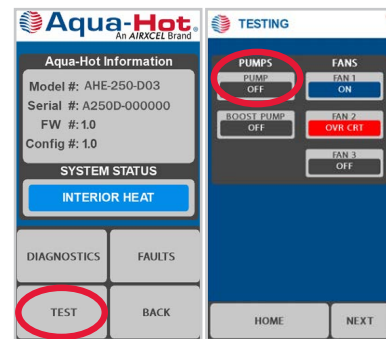 Aqua-Hot.
An AIRXCEL Brand
Aqua-Hot Information
Model #: AHE-250-D03
Serial #: A250D-000000
FW #: 1.0
Config #: 1.0
SYSTEM STATUS
INTERIOR HEAT
DIAGNOSTICS
FAULTS
TEST
BACK
TESTING
PUMPS
PUMP
OFF
BOOST PUMP
OFF
FANS
FAN 1
ON
FAN 2
OVR CRT
FAN 3
OFF
HOME
NEXT